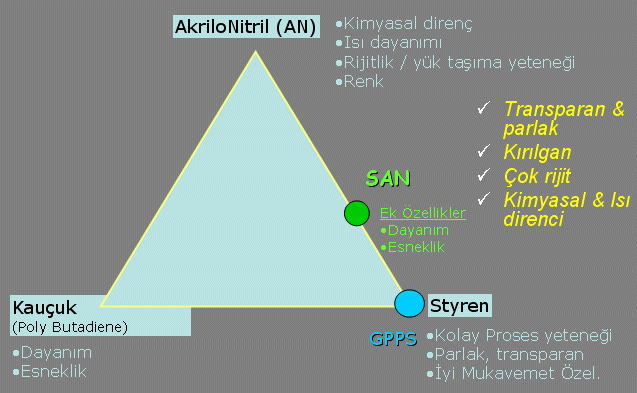 AkriloNitril (AN)
•Kimyasal direnç
•Isı dayanımı
•Rijitlik / yük taşıma yeteneği
•Renk
✓ Transparan &
parlak
✓ Kırılgan
✓ Çok rijit
✓ Kimyasal & Isı
direnci
SAN
Ek Özellikler
•Dayanım
•Esneklik
Kauçuk
(Poly Butadiene)
•Dayanım
•Esneklik
Styren
GPPS
•Kolay Proses yeteneği
•Parlak, transparan
•İyi Mukavemet Özel.